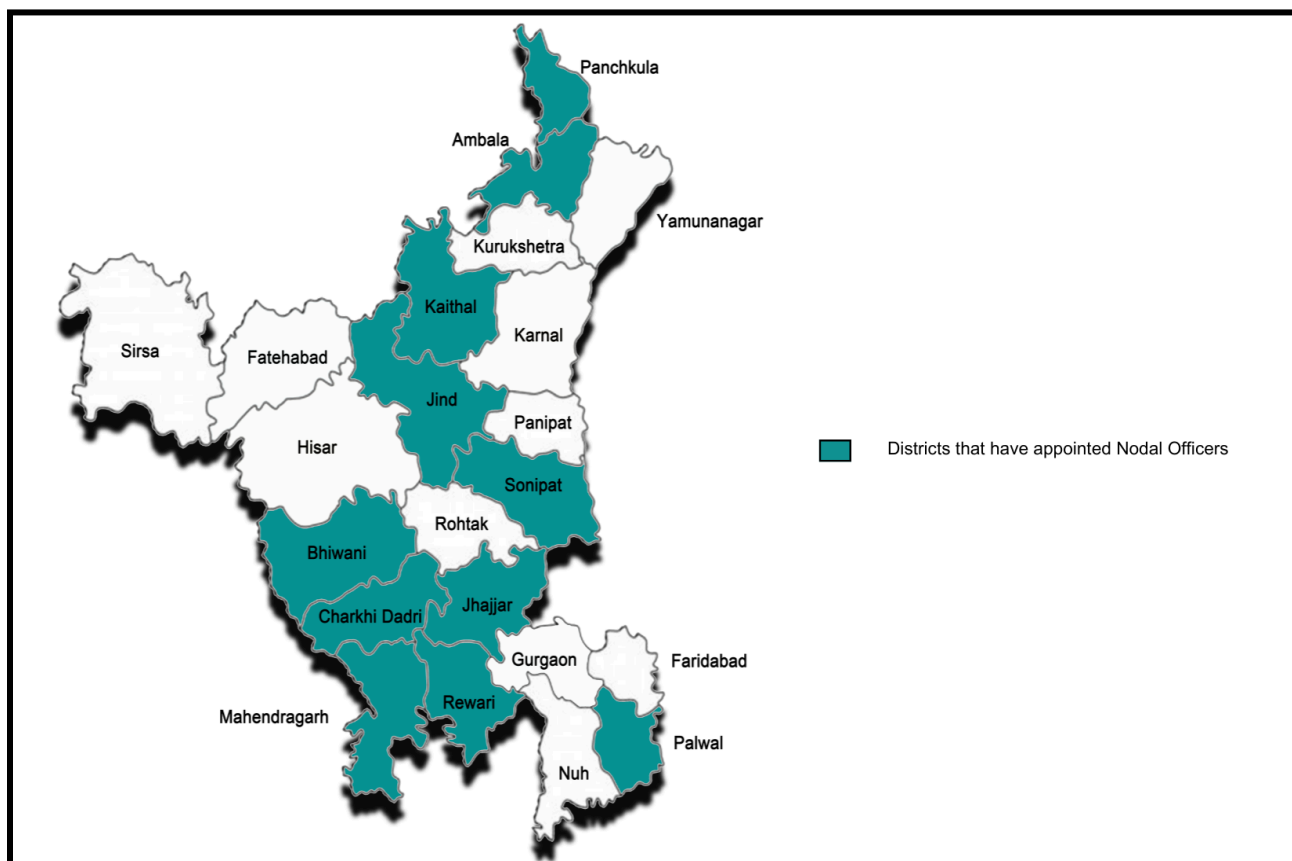 Panchkula
Ambala
Yamunanagar
Kurukshetra
Kaithal
Karnal
Sirsa
Fatehabad
Jind
Panipat
Hisar
Districts that have appointed Nodal Officers
Sonipat
Rohtak
Bhiwani
Jhajjar
Charkhi Dadri
Gurgaon
Faridabad
Rewari
Mahendragarh
Palwal
Nuh